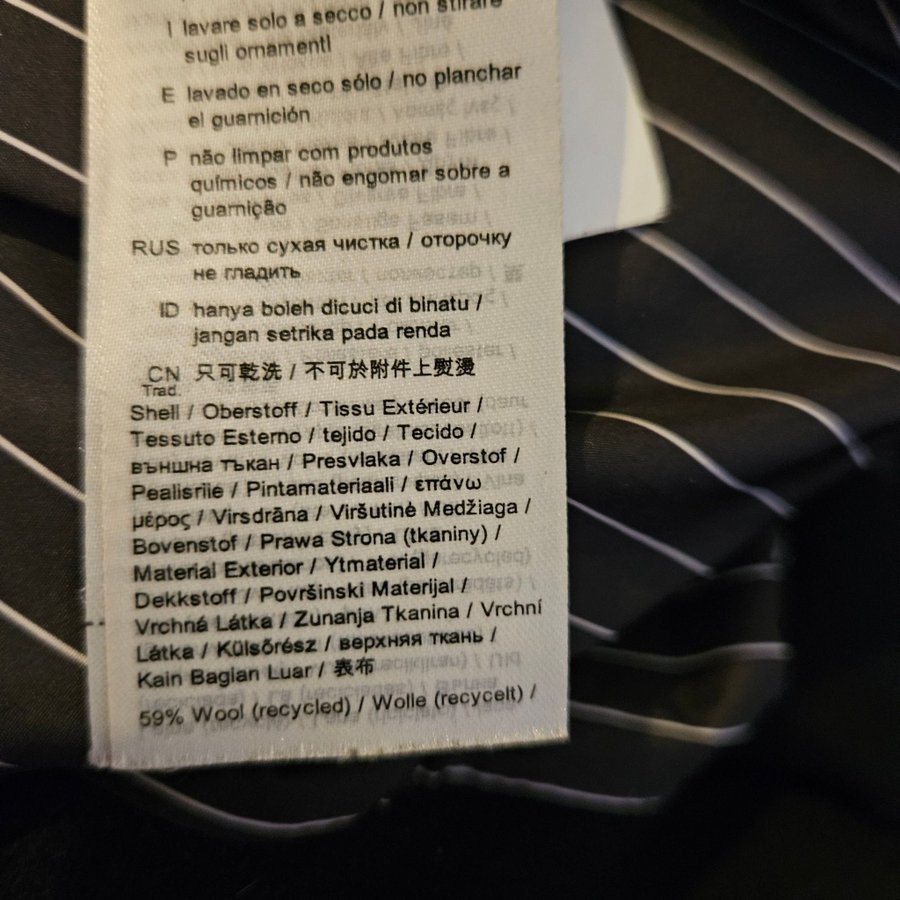 I lavare solo a secco / non stirare
sugli ornamenti
E lavado en seco sólo / no planchar
el guarnición
P não limpar com produtos
químicos / não engomar sobre a
guarnição
RUS только сухая чистка / оторочку
не гладить
ID hanya boleh dicuci di binatu /
jangan setrika pada renda
CN 只可乾洗 / 不可於附件上熨燙
Trad.
Shell / Oberstoff / Tissu Extérieur /
Tessuto Esterno / tejido / Tecido /
външна тъкан / Presvlaka / Overstof /
Pealisriie / Pintamateriaali / επάνω
μέρος / Virsdrāna / Viršutinė Medžiaga /
Bovenstof / Prawa Strona (tkaniny) /
Material Exterior / Ytmaterial /
Dekkstoff / Površinski Materijal /
Vrchná Látka / Zunanja Tkanina / Vrchní
Látka / Külsőrész / верхняя ткань /
Kain Bagian Luar / 表布
59% Wool (recycled) / Wolle (recycelt) /